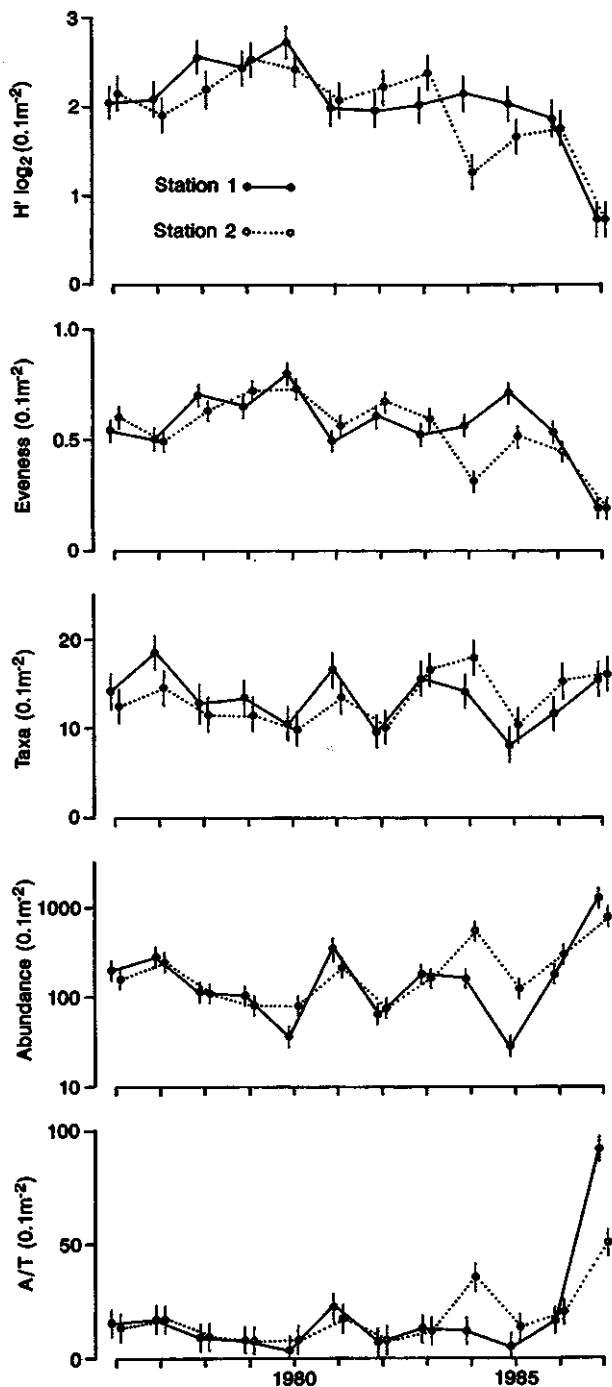 3
2
1
0
H' log₂ (0.1m⁻²)
Station 1
Station 2
1.0
0.5
0
Eveness (0.1m⁻²)
20
10
0
Taxa (0.1m⁻²)
1000
100
10
Abundance (0.1m⁻²)
100
50
0
A/T (0.1m⁻²)
1980
1985